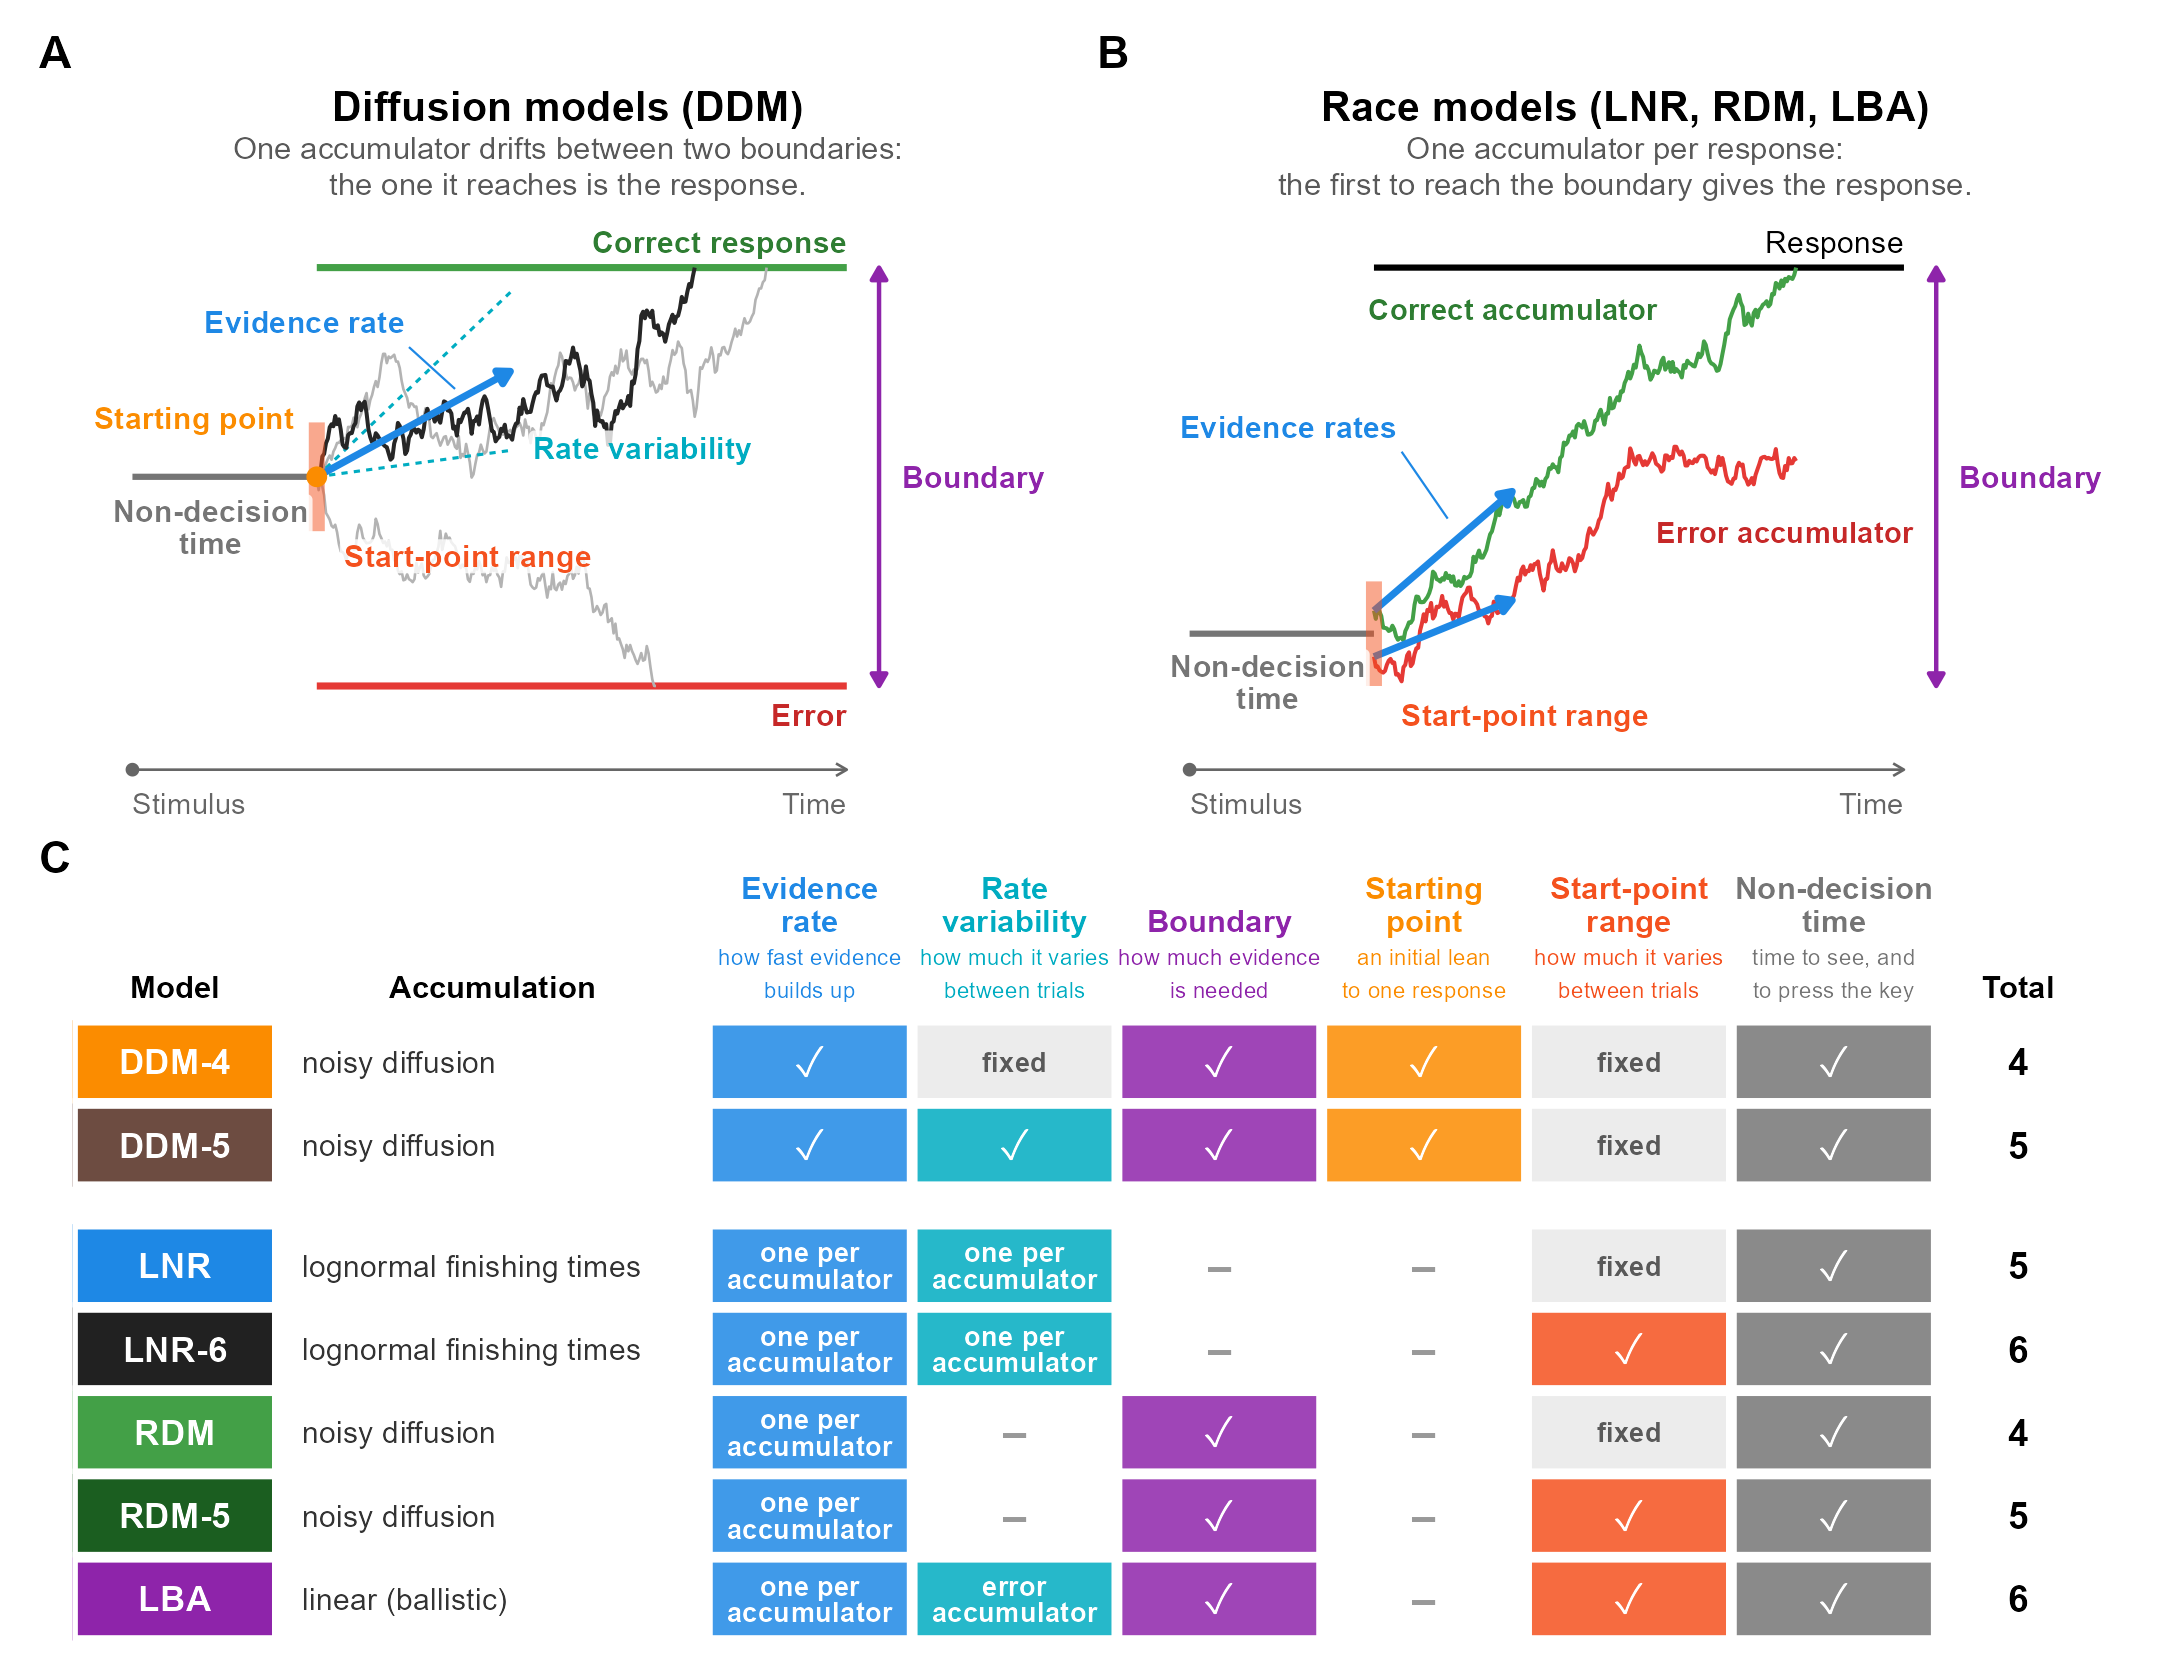 A
Diffusion models (DDM)
One accumulator drifts between two boundaries:
the one it reaches is the response.
Correct response
Evidence rate
Starting point
Rate variability
Boundary
Non-decision
time
Start-point range
Error
Stimulus
Time
B
Race models (LNR, RDM, LBA)
One accumulator per response:
the first to reach the boundary gives the response.
Response
Correct accumulator
Evidence rates
Boundary
Error accumulator
Non-decision
time
Start-point range
Stimulus
Time
C
Model
Accumulation
Evidence
rate
how fast evidence
builds up
Rate
variability
how much it varies
between trials
Boundary
how much evidence
is needed
Starting
point
an initial lean
to one response
Start-point
range
how much it varies
between trials
Non-decision
time
time to see, and
to press the key
Total
DDM-4 noisy diffusion ✓ fixed ✓ ✓ fixed ✓ 4
DDM-5 noisy diffusion ✓ ✓ ✓ ✓ fixed ✓ 5
LNR lognormal finishing times one per accumulator one per accumulator – – fixed ✓ 5
LNR-6 lognormal finishing times one per accumulator one per accumulator – – ✓ ✓ 6
RDM noisy diffusion one per accumulator – ✓ – fixed ✓ 4
RDM-5 noisy diffusion one per accumulator – ✓ – ✓ ✓ 5
LBA linear (ballistic) one per accumulator error accumulator ✓ – ✓ ✓ 6